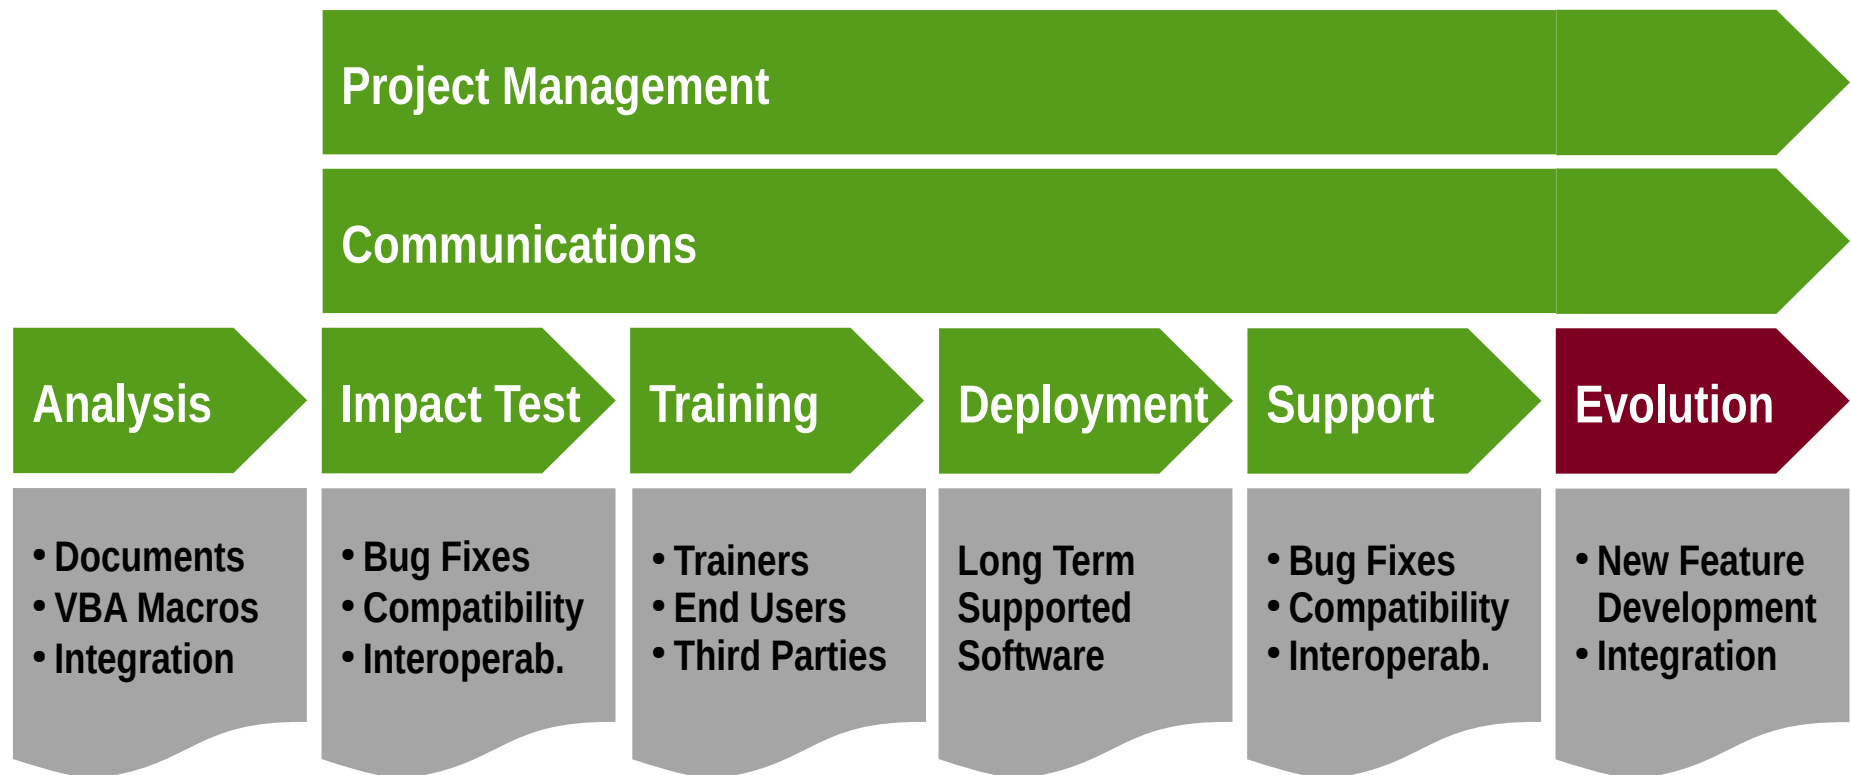 Project Management
Communications
Analysis
Impact Test
Training
Deployment
Support
Evolution
• Documents
• VBA Macros
• Integration
• Bug Fixes
• Compatibility
• Interoperab.
• Trainers
• End Users
• Third Parties
Long Term
Supported
Software
• Bug Fixes
• Compatibility
• Interoperab.
• New Feature
Development
• Integration